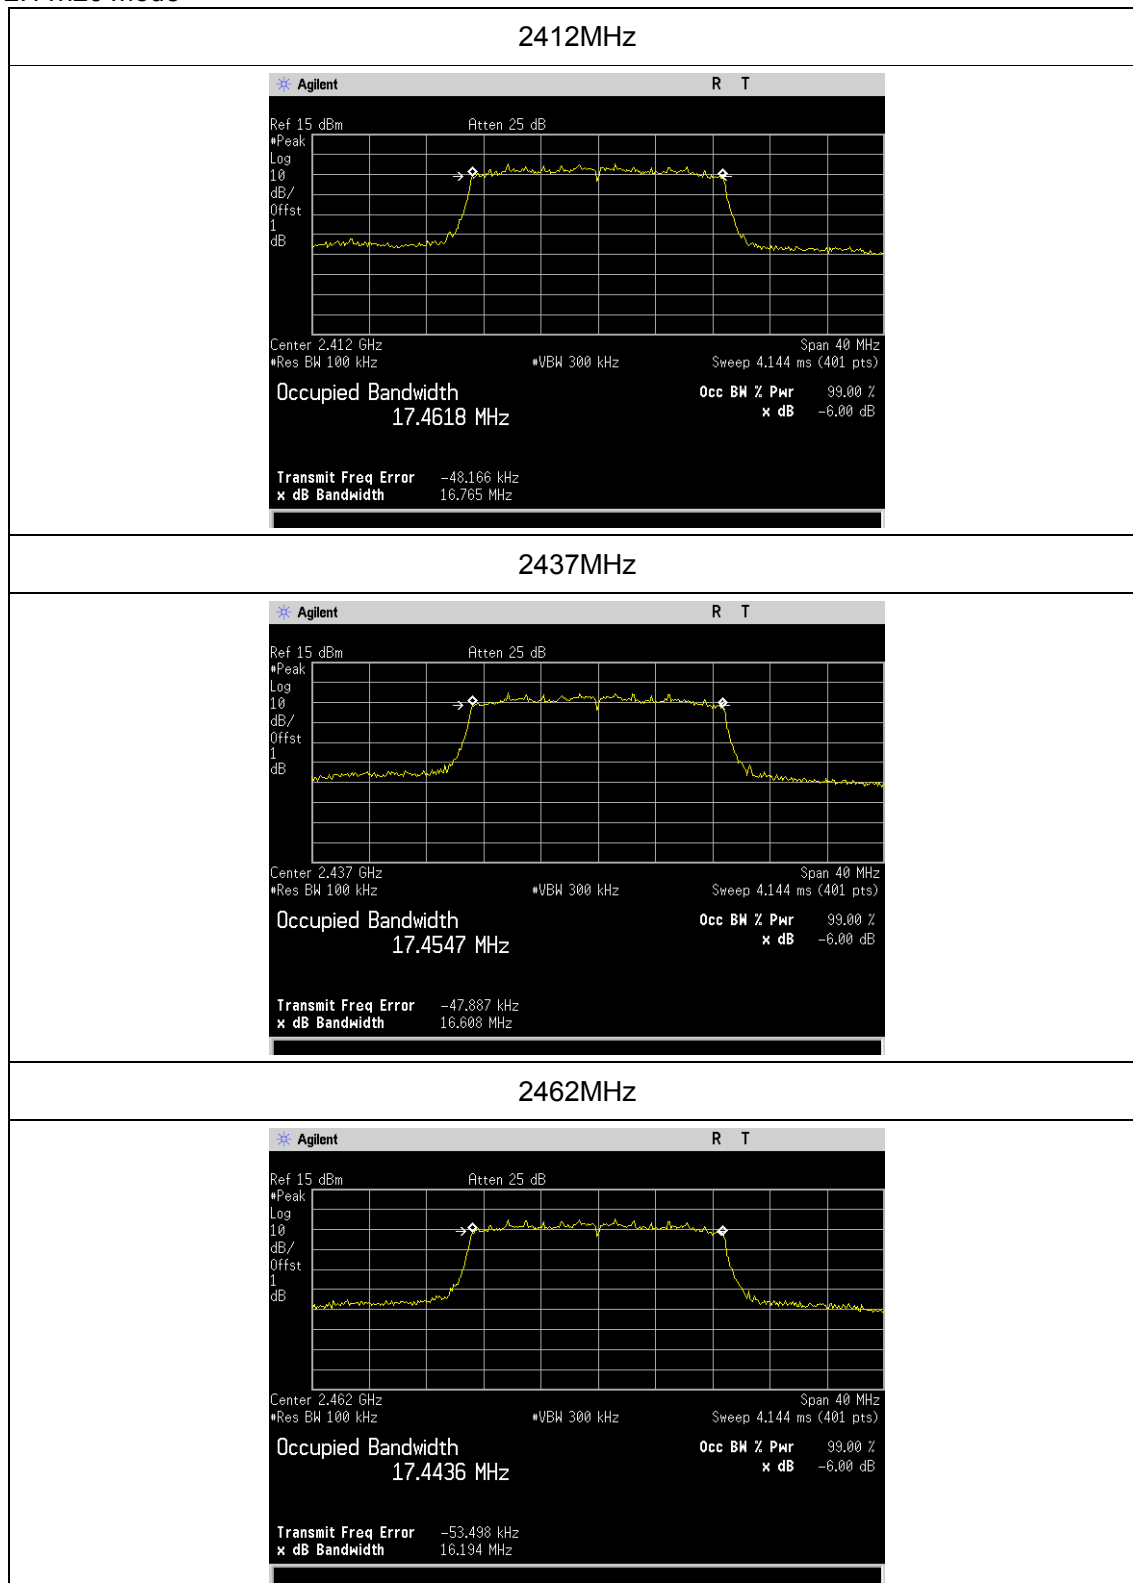 2412MHz
Agilent R T
Ref 15 dBm Atten 25 dB
#Peak
Log
10
dB/
Offst
1
dB
Center 2.412 GHz Span 40 MHz
#Res BW 100 kHz #VBW 300 kHz Sweep 4.144 ms (401 pts)
Occupied Bandwidth Occ BW % Pwr 99.00 %
17.4618 MHz x dB -6.00 dB
Transmit Freq Error -48.166 kHz
x dB Bandwidth 16.765 MHz
2437MHz
Agilent R T
Ref 15 dBm Atten 25 dB
#Peak
Log
10
dB/
Offst
1
dB
Center 2.437 GHz Span 40 MHz
#Res BW 100 kHz #VBW 300 kHz Sweep 4.144 ms (401 pts)
Occupied Bandwidth Occ BW % Pwr 99.00 %
17.4547 MHz x dB -6.00 dB
Transmit Freq Error -47.887 kHz
x dB Bandwidth 16.608 MHz
2462MHz
Agilent R T
Ref 15 dBm Atten 25 dB
#Peak
Log
10
dB/
Offst
1
dB
Center 2.462 GHz Span 40 MHz
#Res BW 100 kHz #VBW 300 kHz Sweep 4.144 ms (401 pts)
Occupied Bandwidth Occ BW % Pwr 99.00 %
17.4436 MHz x dB -6.00 dB
Transmit Freq Error -53.498 kHz
x dB Bandwidth 16.194 MHz